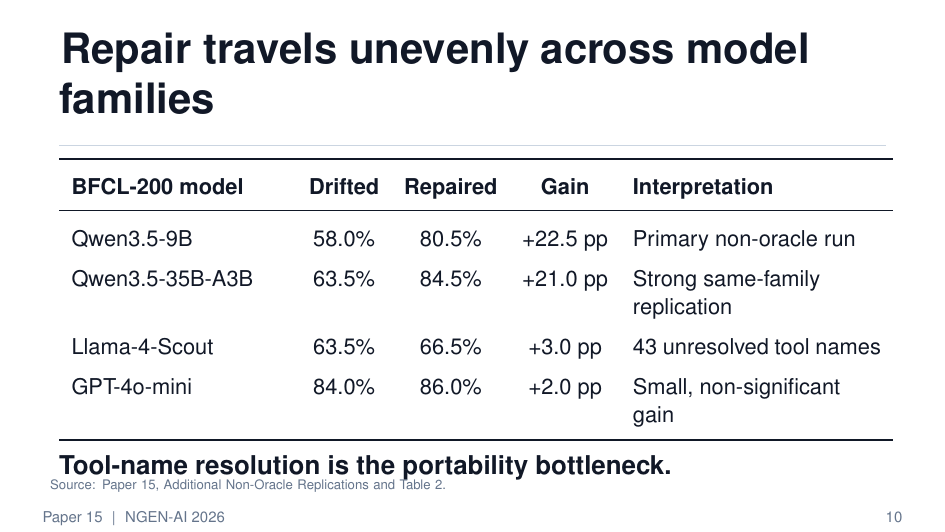 Repair travels unevenly across model
families
BFCL-200 model Drifted Repaired Gain Interpretation
Qwen3.5-9B 58.0% 80.5% +22.5 pp Primary non-oracle run
Qwen3.5-35B-A3B 63.5% 84.5% +21.0 pp Strong same-family
replication
Llama-4-Scout 63.5% 66.5% +3.0 pp 43 unresolved tool names
GPT-4o-mini 84.0% 86.0% +2.0 pp Small, non-significant
gain
Tool-name resolution is the portability bottleneck.
Source: Paper 15, Additional Non-Oracle Replications and Table 2.
Paper 15 | NGEN-AI 2026 10